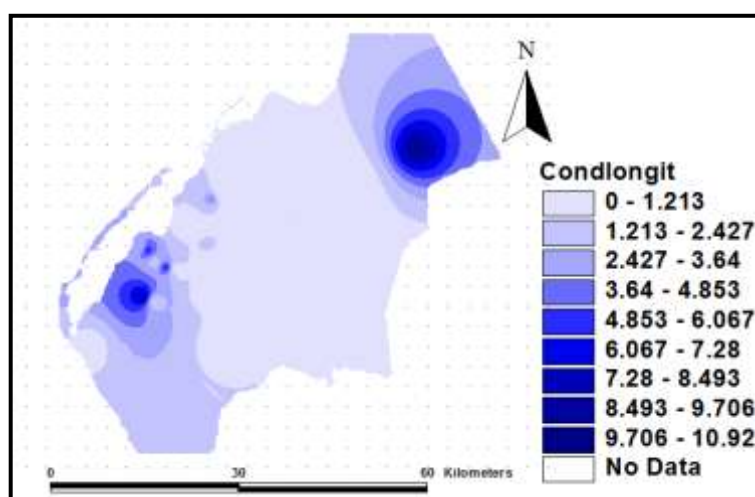 N
Condlongit
0 - 1.213
1.213 - 2.427
2.427 - 3.64
3.64 - 4.853
4.853 - 6.067
6.067 - 7.28
7.28 - 8.493
8.493 - 9.706
9.706 - 10.92
No Data
0 30 60 Kilometers